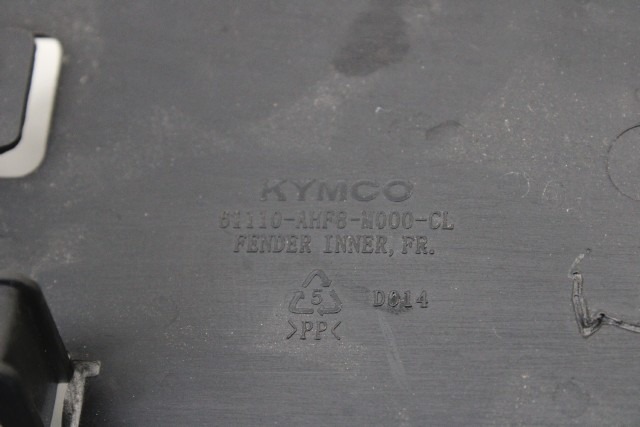 KYMCO
61110-AHF8-M000-CL
FENDER INNER, FR.
5 D014
>PP<